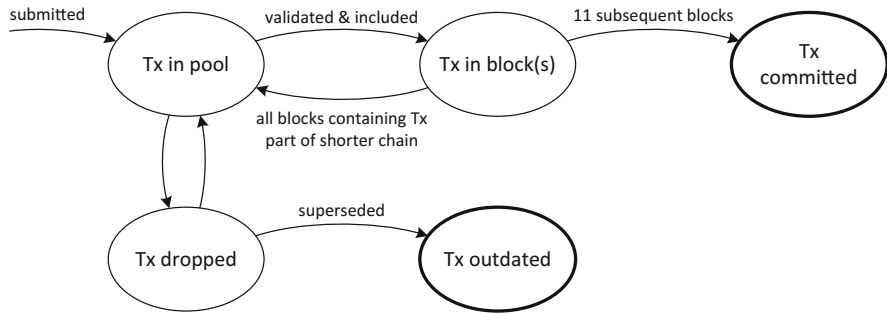 submitted
validated & included
11 subsequent blocks
Tx in pool
Tx in block(s)
Tx
committed
all blocks containing Tx
part of shorter chain
superseded
Tx dropped
Tx outdated